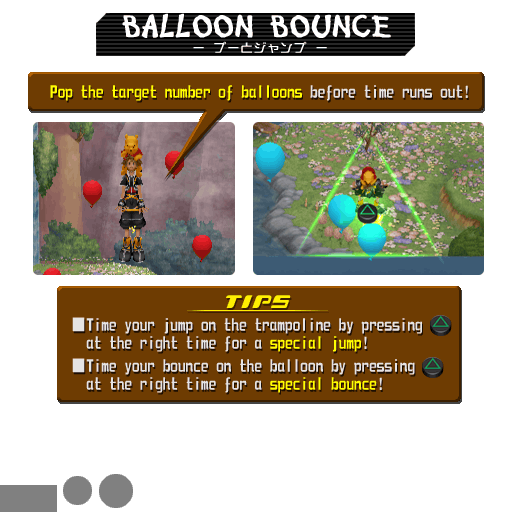 BALLOON BOUNCE
― プーとジャンプ ―
Pop the target number of balloons before time runs out!
TIPS
■Time your jump on the trampoline by pressing
at the right time for a special jump!
■Time your bounce on the balloon by pressing
at the right time for a special bounce!